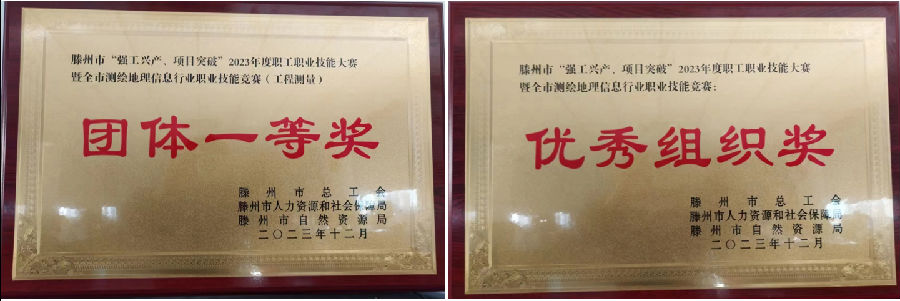 滕州市“强工兴产、项目突破”2023年度职工职业技能大赛
暨全市测绘地理信息行业职业技能竞赛（工程测量）
团体一等奖
滕州市总工会
滕州市人力资源和社会保障局
滕州市自然资源局
二〇二三年十二月
滕州市“强工兴产、项目突破”2023年度职工职业技能大赛
暨全市测绘地理信息行业职业技能竞赛：
优秀组织奖
滕州市总工会
滕州市人力资源和社会保障局
滕州市自然资源局
二〇二三年十二月